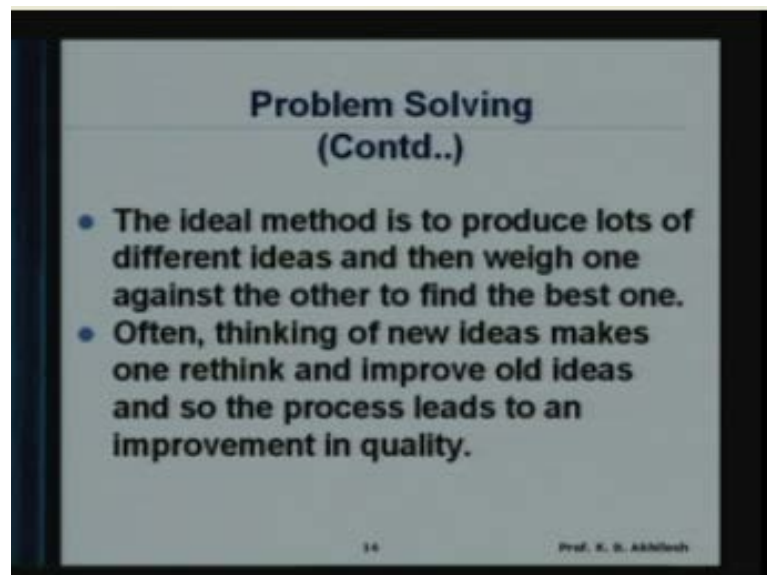 Problem Solving
(Contd..)
• The ideal method is to produce lots of
different ideas and then weigh one
against the other to find the best one.
• Often, thinking of new ideas makes
one rethink and improve old ideas
and so the process leads to an
improvement in quality.
14
Prof. K. B. Akhilesh